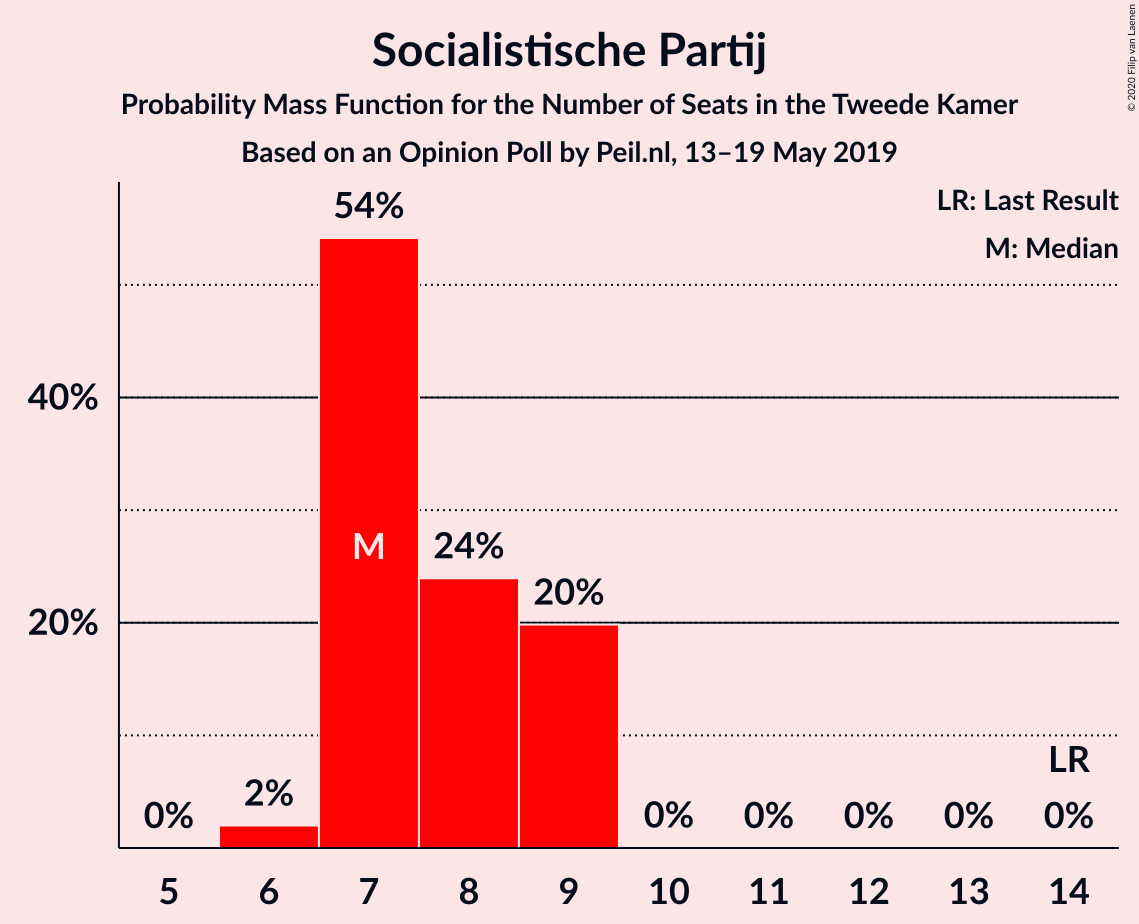 Socialistische Partij
Probability Mass Function for the Number of Seats in the Tweede Kamer
Based on an Opinion Poll by Peil.nl, 13–19 May 2019
© 2020 Filip van Laenen
LR: Last Result
M: Median
54%
40%
M
24%
20%
20%
LR
0%
2%
0%
0%
0%
0%
0%
5
6
7
8
9
10
11
12
13
14